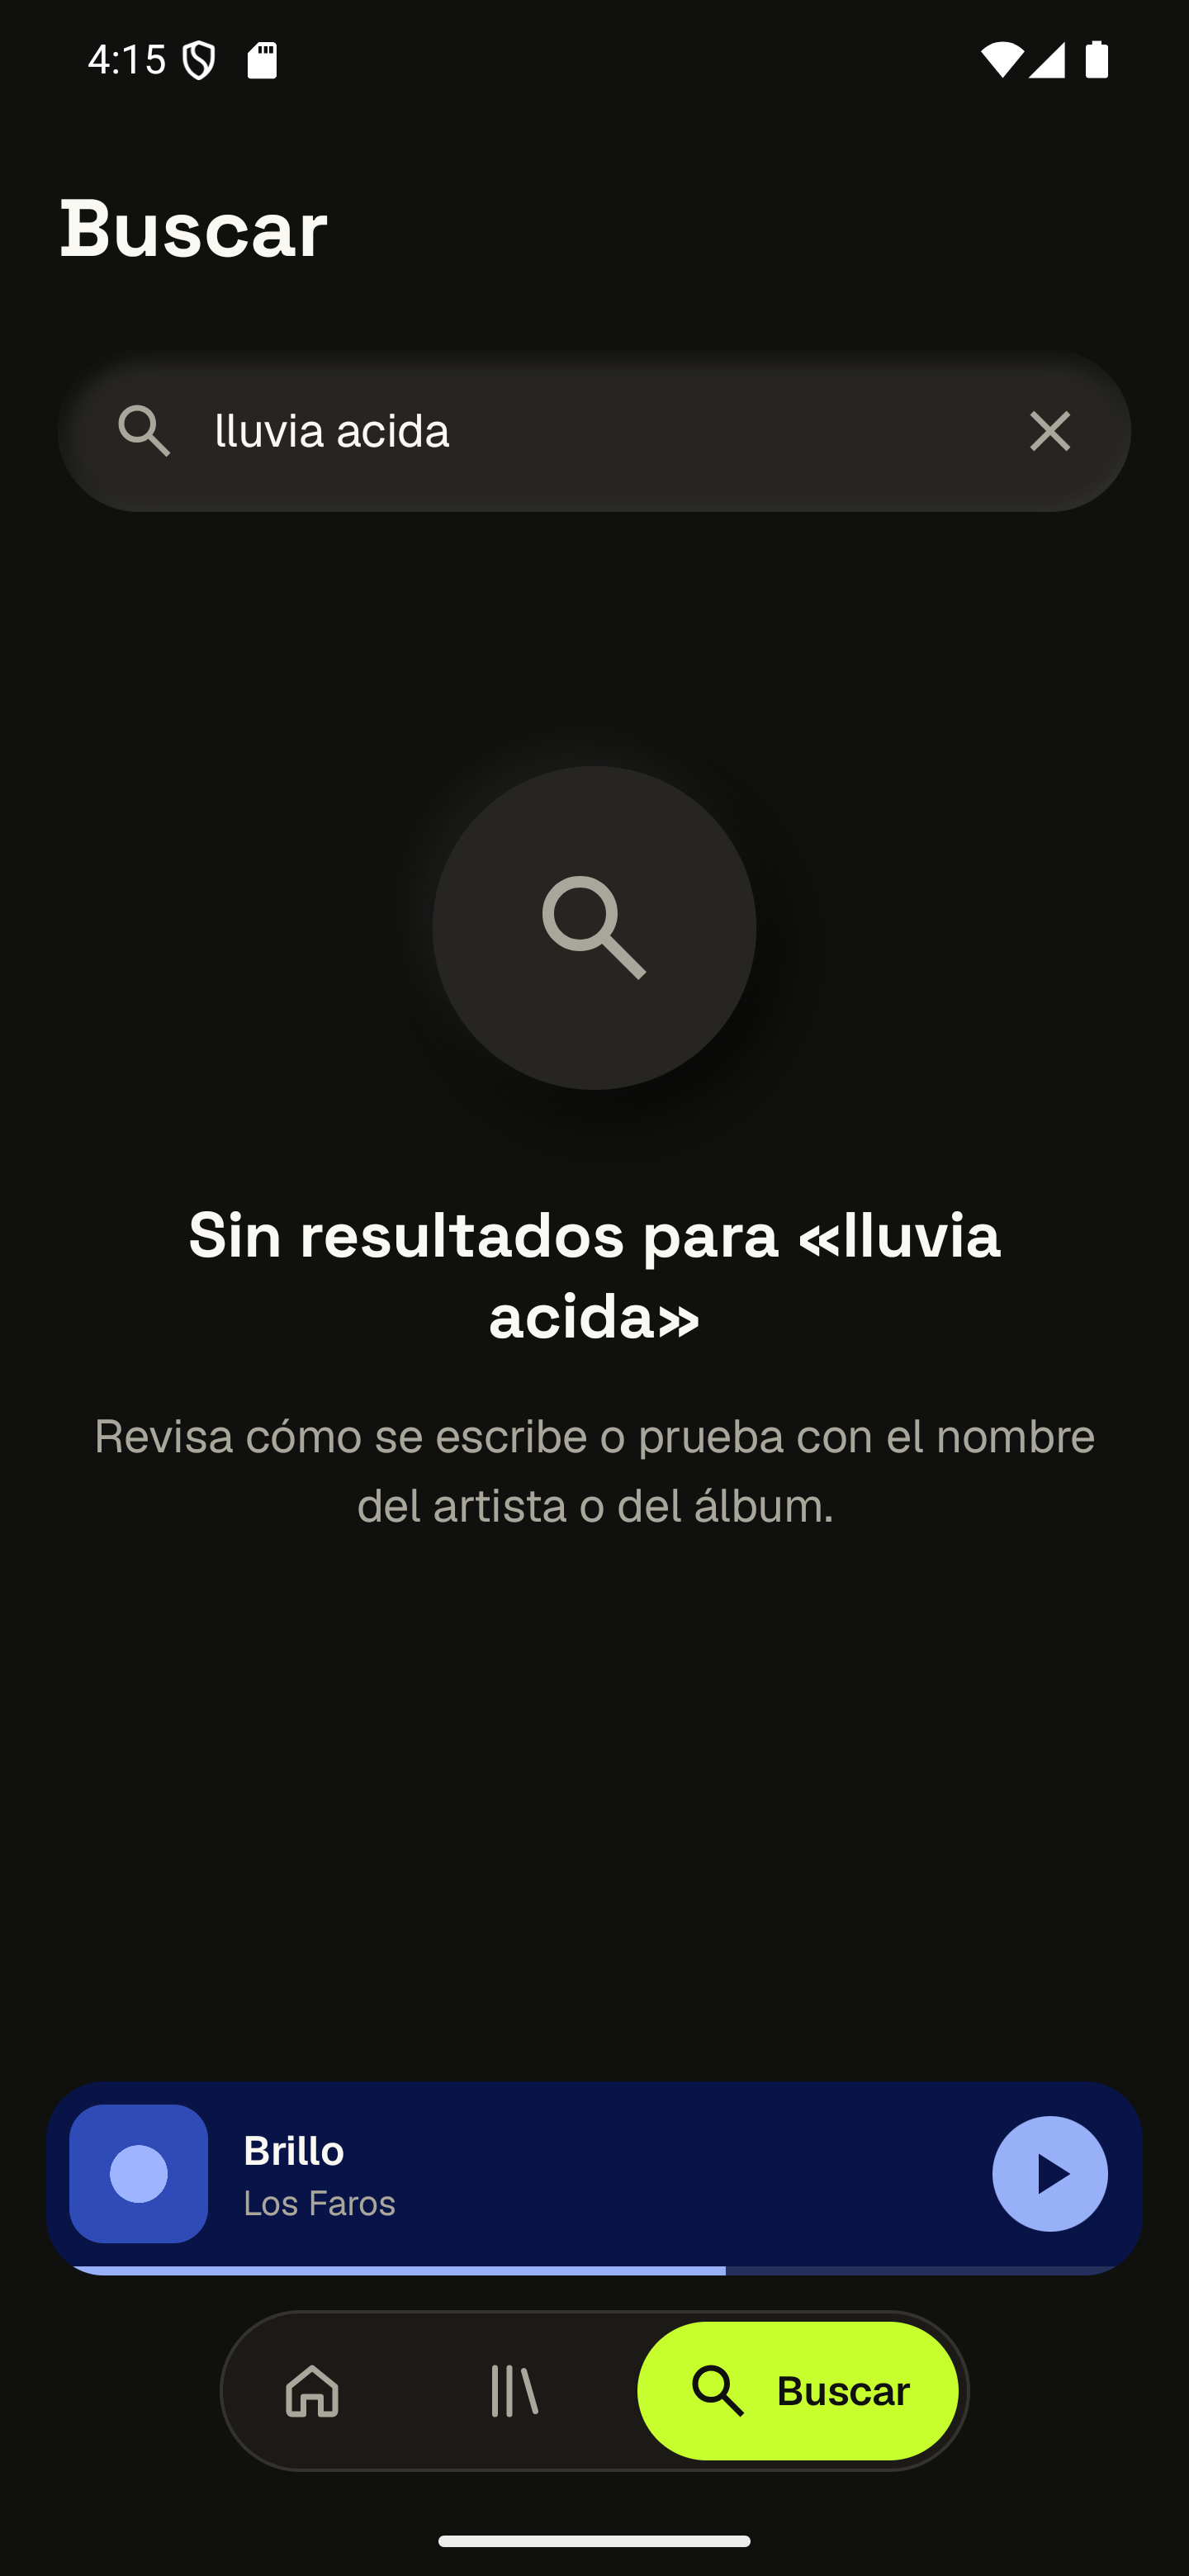 4:15
Buscar
lluvia acida
Sin resultados para «lluvia
acida»
Revisa cómo se escribe o prueba con el nombre
del artista o del álbum.
Brillo
Los Faros
Buscar